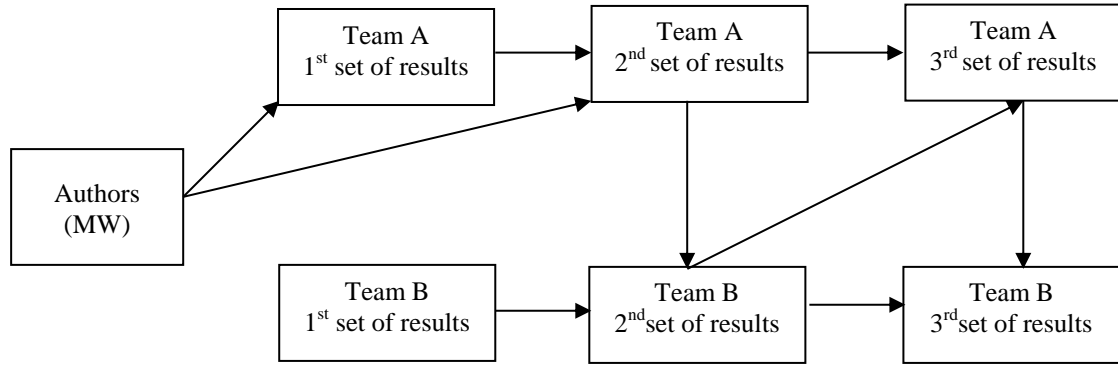 Team A
1st set of results
Team A
2nd set of results
Team A
3rd set of results
Authors
(MW)
Team B
1st set of results
Team B
2nd set of results
Team B
3rd set of results